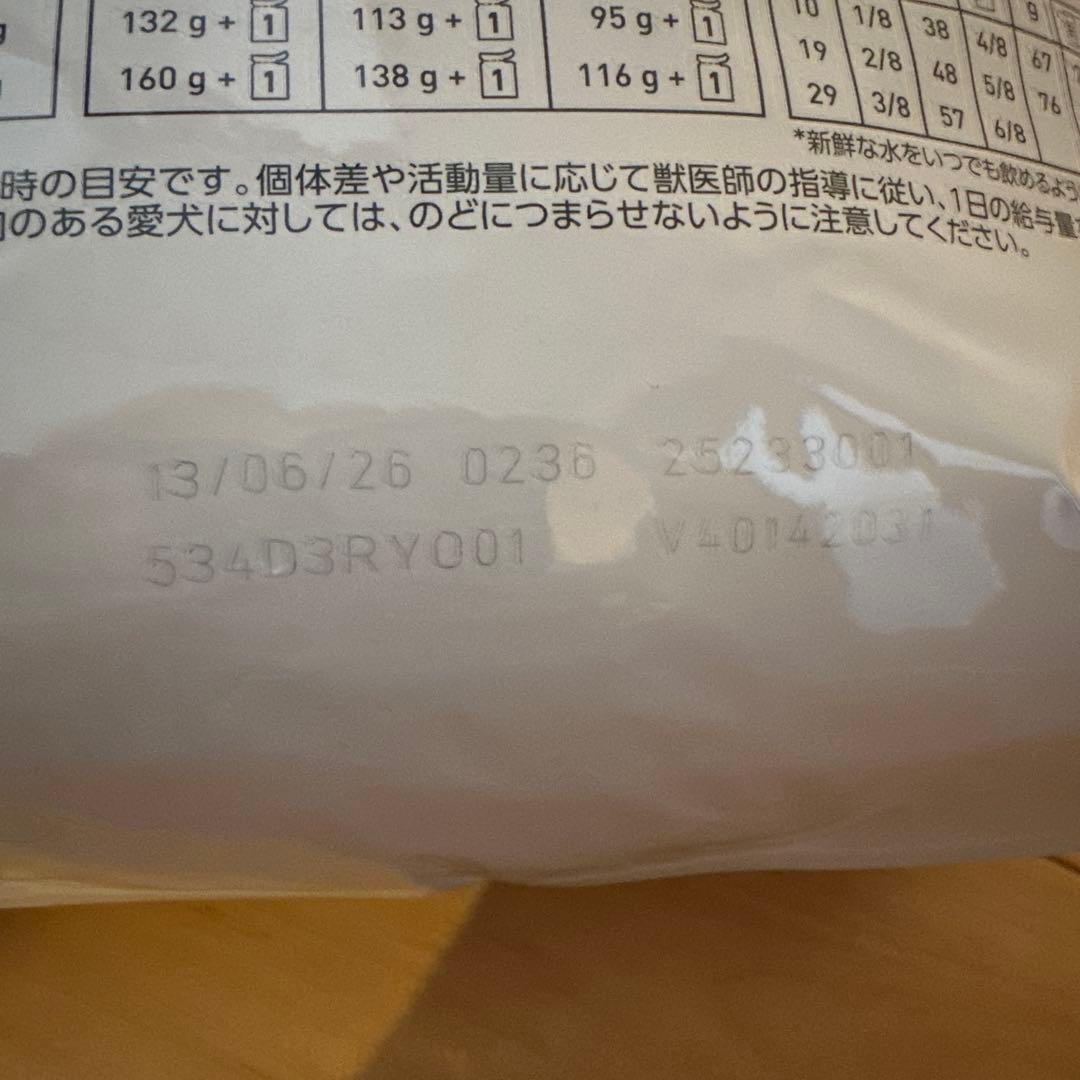 132 g + 1 113 g + 1 95 g + 1
160 g + 1 138 g + 1 116 g + 1
10 1/8 38 4/8 67
19 2/8 48 5/8 76
29 3/8 57 6/8
9
*新鮮な水をいつでも飲めるよう
時の目安です。個体差や活動量に応じて獣医師の指導に従い、1日の給与量
のある愛犬に対しては、のどにつまらせないように注意してください。
13/06/26 0236 25233001
534D3RY001 V40142031